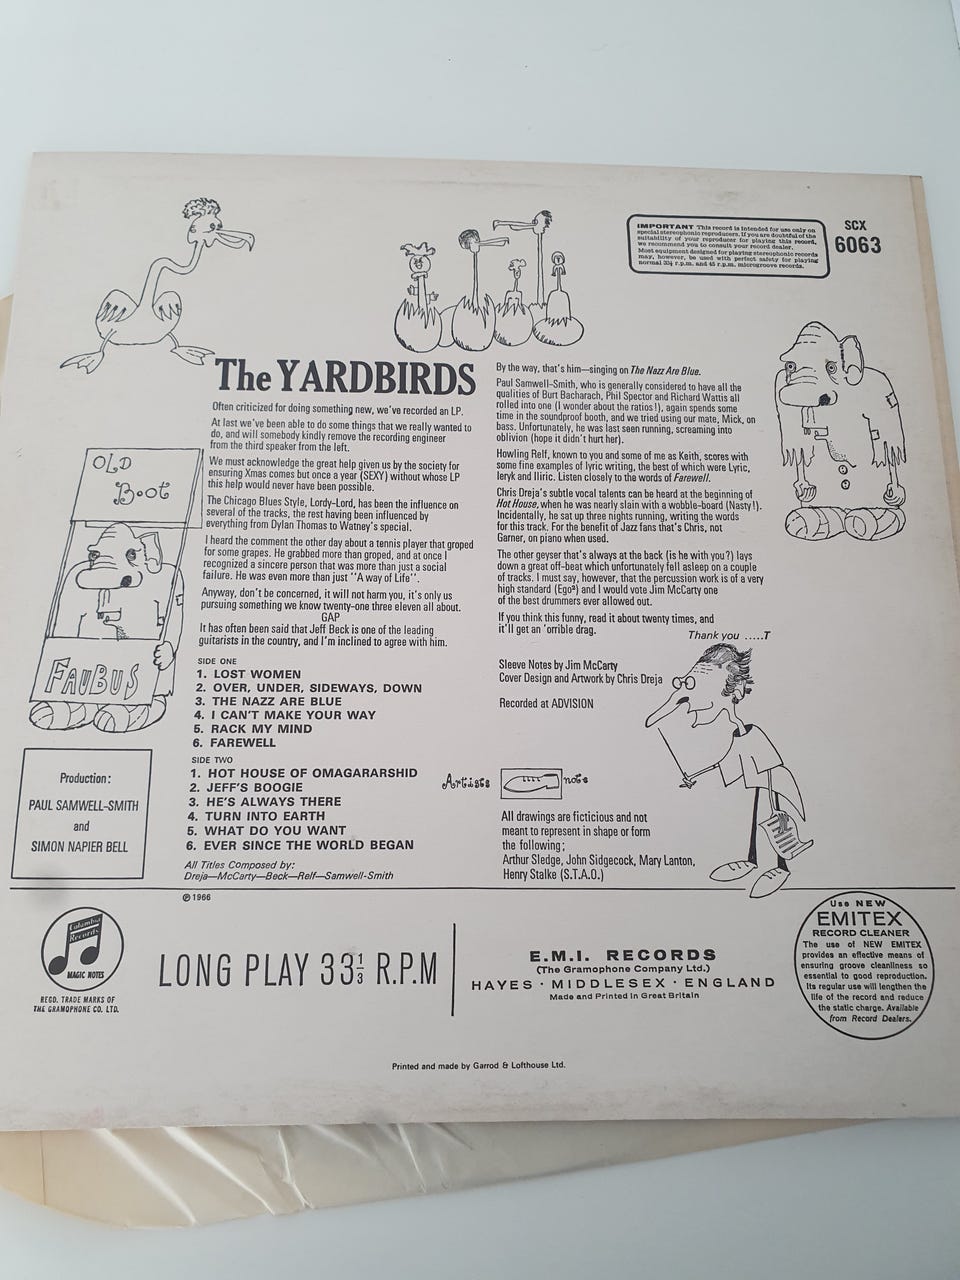 IMPORTANT This record is intended for use only on
special stereophonic reproducers. If you are doubtful of the
suitability of your reproducer for playing this record,
we recommend you to consult your record dealer.
Most equipment designed for playing stereophonic records
may, however, be used with perfect safety for playing
normal 33⅓ r.p.m. and 45 r.p.m. microgroove records.
SCX
6063
The YARDBIRDS
Often criticized for doing something new, we've recorded an LP.
At last we've been able to do some things that we really wanted to
do, and will somebody kindly remove the recording engineer
from the third speaker from the left.
We must acknowledge the great help given us by the society for
ensuring Xmas comes but once a year (SEXY) without whose LP
this help would never have been possible.
The Chicago Blues Style, Lordy-Lord, has been the influence on
several of the tracks, the rest having been influenced by
everything from Dylan Thomas to Watney's special.
I heard the comment the other day about a tennis player that groped
for some grapes. He grabbed more than groped, and at once I
recognized a sincere person that was more than just a social
failure. He was even more than just "A way of Life".
Anyway, don't be concerned, it will not harm you, it's only us
pursuing something we know twenty-one three eleven all about.
GAP
It has often been said that Jeff Beck is one of the leading
guitarists in the country, and I'm inclined to agree with him.
By the way, that's him—singing on The Nazz Are Blue.
Paul Samwell-Smith, who is generally considered to have all the
qualities of Burt Bacharach, Phil Spector and Richard Wattis all
rolled into one (I wonder about the ratios!), again spends some
time in the soundproof booth, and we tried using our mate, Mick, on
bass. Unfortunately, he was last seen running, screaming into
oblivion (hope it didn't hurt her).
Howling Relf, known to you and some of me as Keith, scores with
some fine examples of lyric writing, the best of which were Lyric,
leryk and Iliric. Listen closely to the words of Farewell.
Chris Dreja's subtle vocal talents can be heard at the beginning of
Hot House, when he was nearly slain with a wobble-board (Nasty!).
Incidentally, he sat up three nights running, writing the words
for this track. For the benefit of Jazz fans that's Chris, not
Garner, on piano when used.
The other geyser that's always at the back (is he with you?) lays
down a great off-beat which unfortunately fell asleep on a couple
of tracks. I must say, however, that the percussion work is of a very
high standard (Ego²) and I would vote Jim McCarty one
of the best drummers ever allowed out.
If you think this funny, read it about twenty times, and
it'll get an 'orrible drag.
Thank you .....T
Sleeve Notes by Jim McCarty
Cover Design and Artwork by Chris Dreja
Recorded at ADVISION
OLD
Boot
FAUBUS
SIDE ONE
1. LOST WOMEN
2. OVER, UNDER, SIDEWAYS, DOWN
3. THE NAZZ ARE BLUE
4. I CAN'T MAKE YOUR WAY
5. RACK MY MIND
6. FAREWELL
SIDE TWO
1. HOT HOUSE OF OMAGARARSHID
2. JEFF'S BOOGIE
3. HE'S ALWAYS THERE
4. TURN INTO EARTH
5. WHAT DO YOU WANT
6. EVER SINCE THE WORLD BEGAN
All Titles Composed by:
Dreja—McCarty—Beck—Relf—Samwell-Smith
Production:
PAUL SAMWELL-SMITH
and
SIMON NAPIER BELL
Artists note
All drawings are ficticious and not
meant to represent in shape or form
the following;
Arthur Sledge, John Sidgecock, Mary Lanton,
Henry Stalke (S.T.A.O.)
℗ 1966
Columbia
Records
MAGIC NOTES
REGD. TRADE MARKS OF
THE GRAMOPHONE CO. LTD.
LONG PLAY 33⅓ R.P.M
E.M.I. RECORDS
(The Gramophone Company Ltd.)
HAYES · MIDDLESEX · ENGLAND
Made and Printed in Great Britain
Use NEW
EMITEX
RECORD CLEANER
The use of NEW EMITEX
provides an effective means of
ensuring groove cleanliness so
essential to good reproduction.
Its regular use will lengthen the
life of the record and reduce
the static charge. Available
from Record Dealers.
Printed and made by Garrod & Lofthouse Ltd.